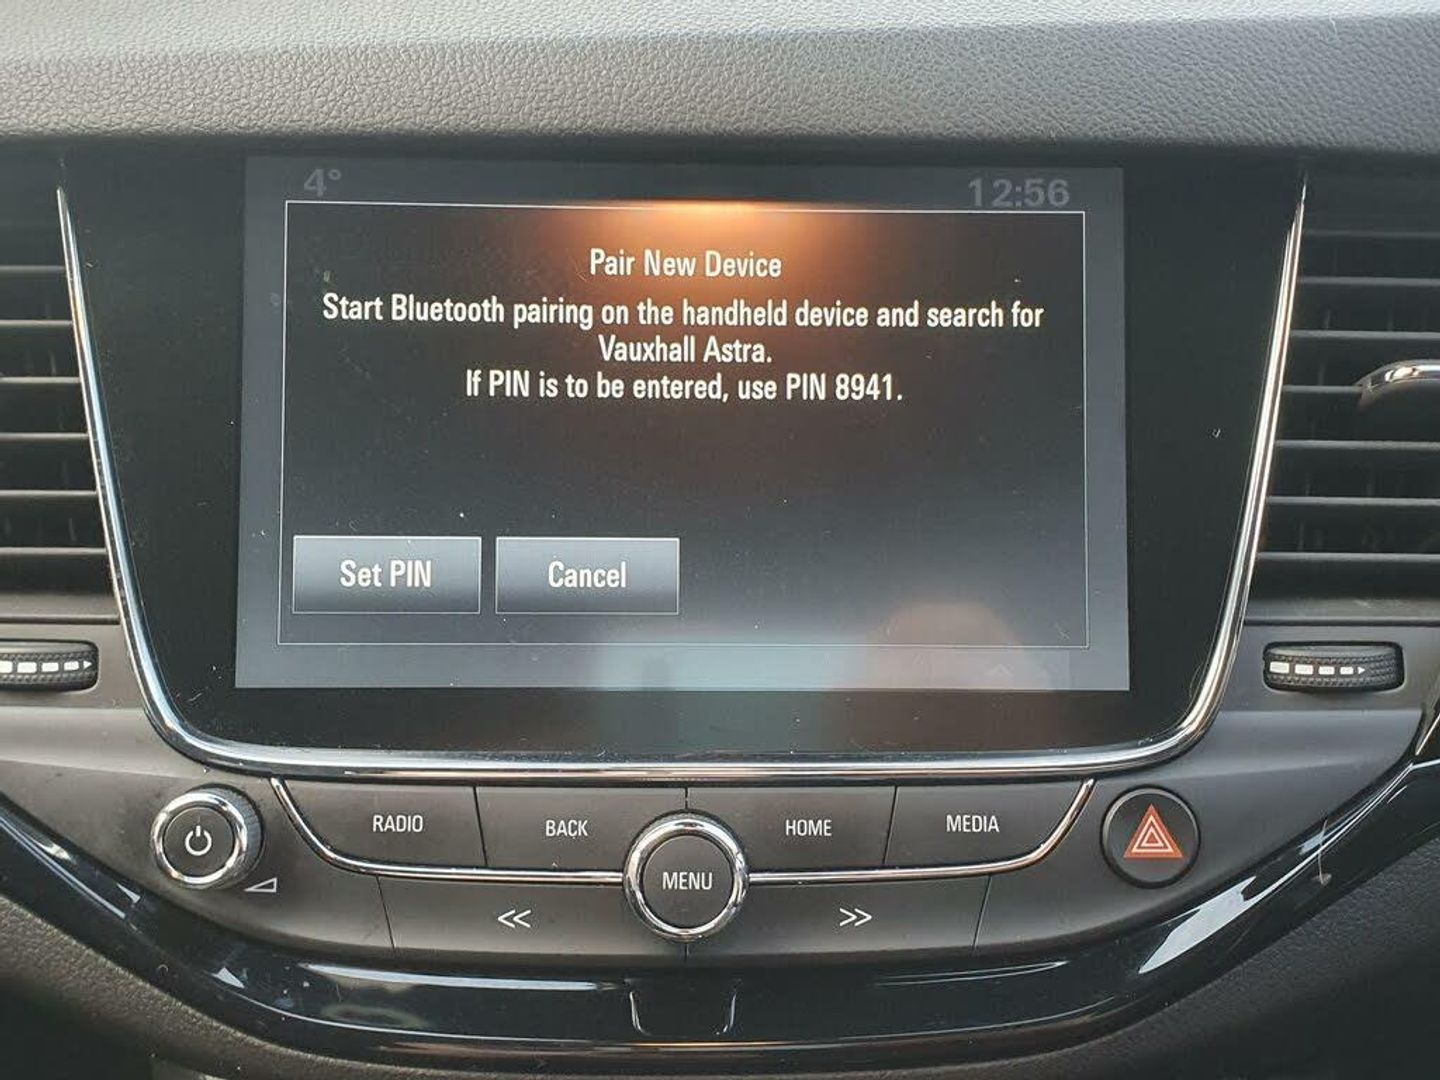 4°
12:56
Pair New Device
Start Bluetooth pairing on the handheld device and search for
Vauxhall Astra.
If PIN is to be entered, use PIN 8941.
Set PIN
Cancel
RADIO
BACK
HOME
MEDIA
MENU